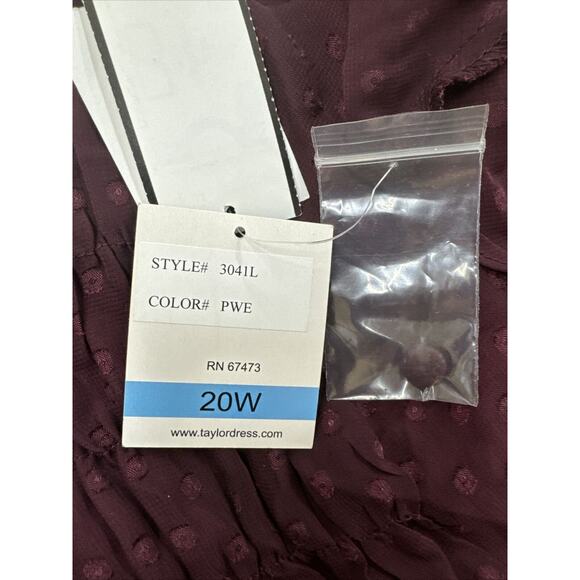 STYLE# 3041L
COLOR# PWE
RN 67473
20W
www.taylordress.com